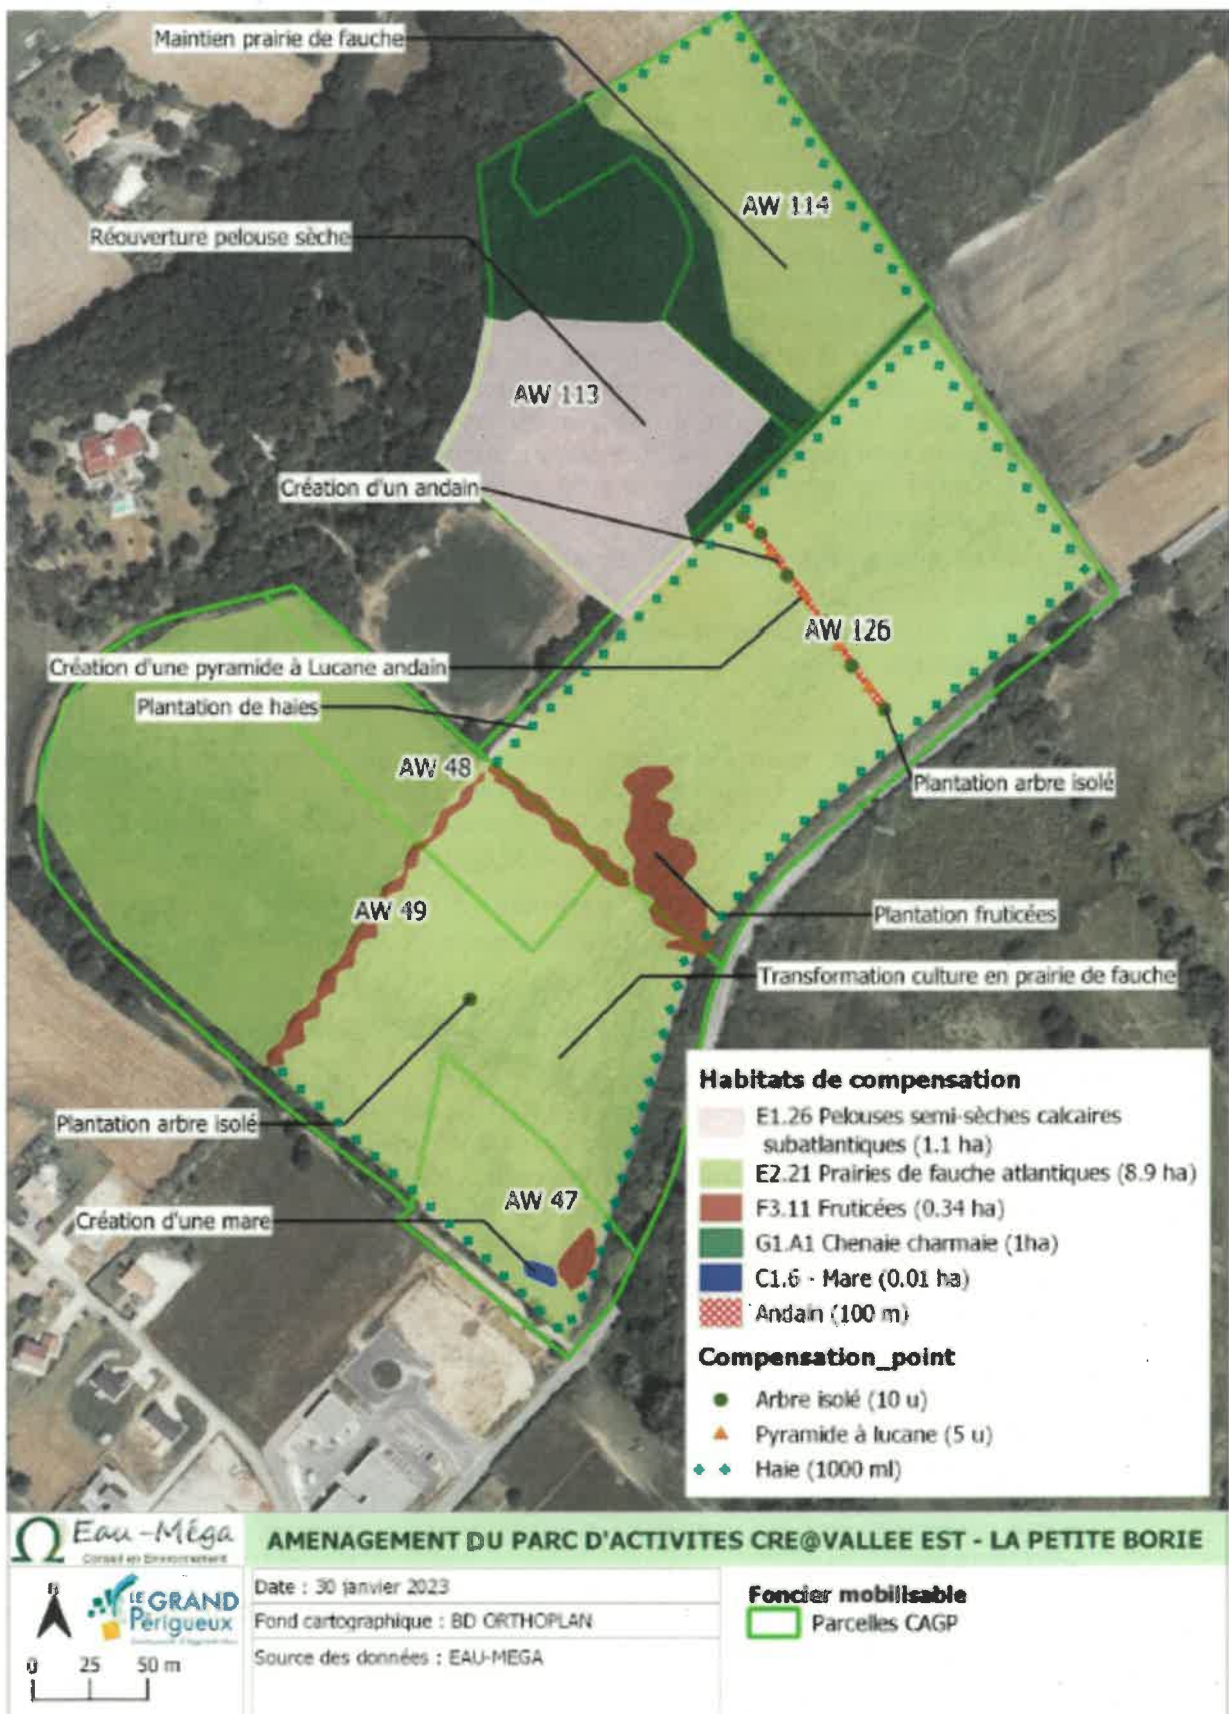 Maintien prairie de fauche
AW 114
Réouverture pelouse sèche
AW 113
Création d'un andain
AW 126
Création d'une pyramide à Lucane andain
Plantation de haies
AW 48
Plantation arbre isolé
AW 49
Plantation fruticées
Transformation culture en prairie de fauche
Plantation arbre isolé
AW 47
Création d'une mare
Habitats de compensation
E1.26 Pelouses semi-sèches calcaires
subatlantiques (1.1 ha)
E2.21 Prairies de fauche atlantiques (8.9 ha)
F3.11 Fruticées (0.34 ha)
G1.A1 Chenaie charmaie (1ha)
C1.6 - Mare (0.01 ha)
Andain (100 m)
Compensation_point
Arbre isolé (10 u)
Pyramide à lucane (5 u)
Haie (1000 ml)
Eau-Méga
Conseil en Environnement
AMENAGEMENT DU PARC D'ACTIVITES CRE@VALLEE EST - LA PETITE BORIE
N
LE GRAND
Périgueux
Date : 30 janvier 2023
Fond cartographique : BD ORTHOPLAN
Source des données : EAU-MEGA
Foncier mobilisable
Parcelles CAGP
0 25 50 m